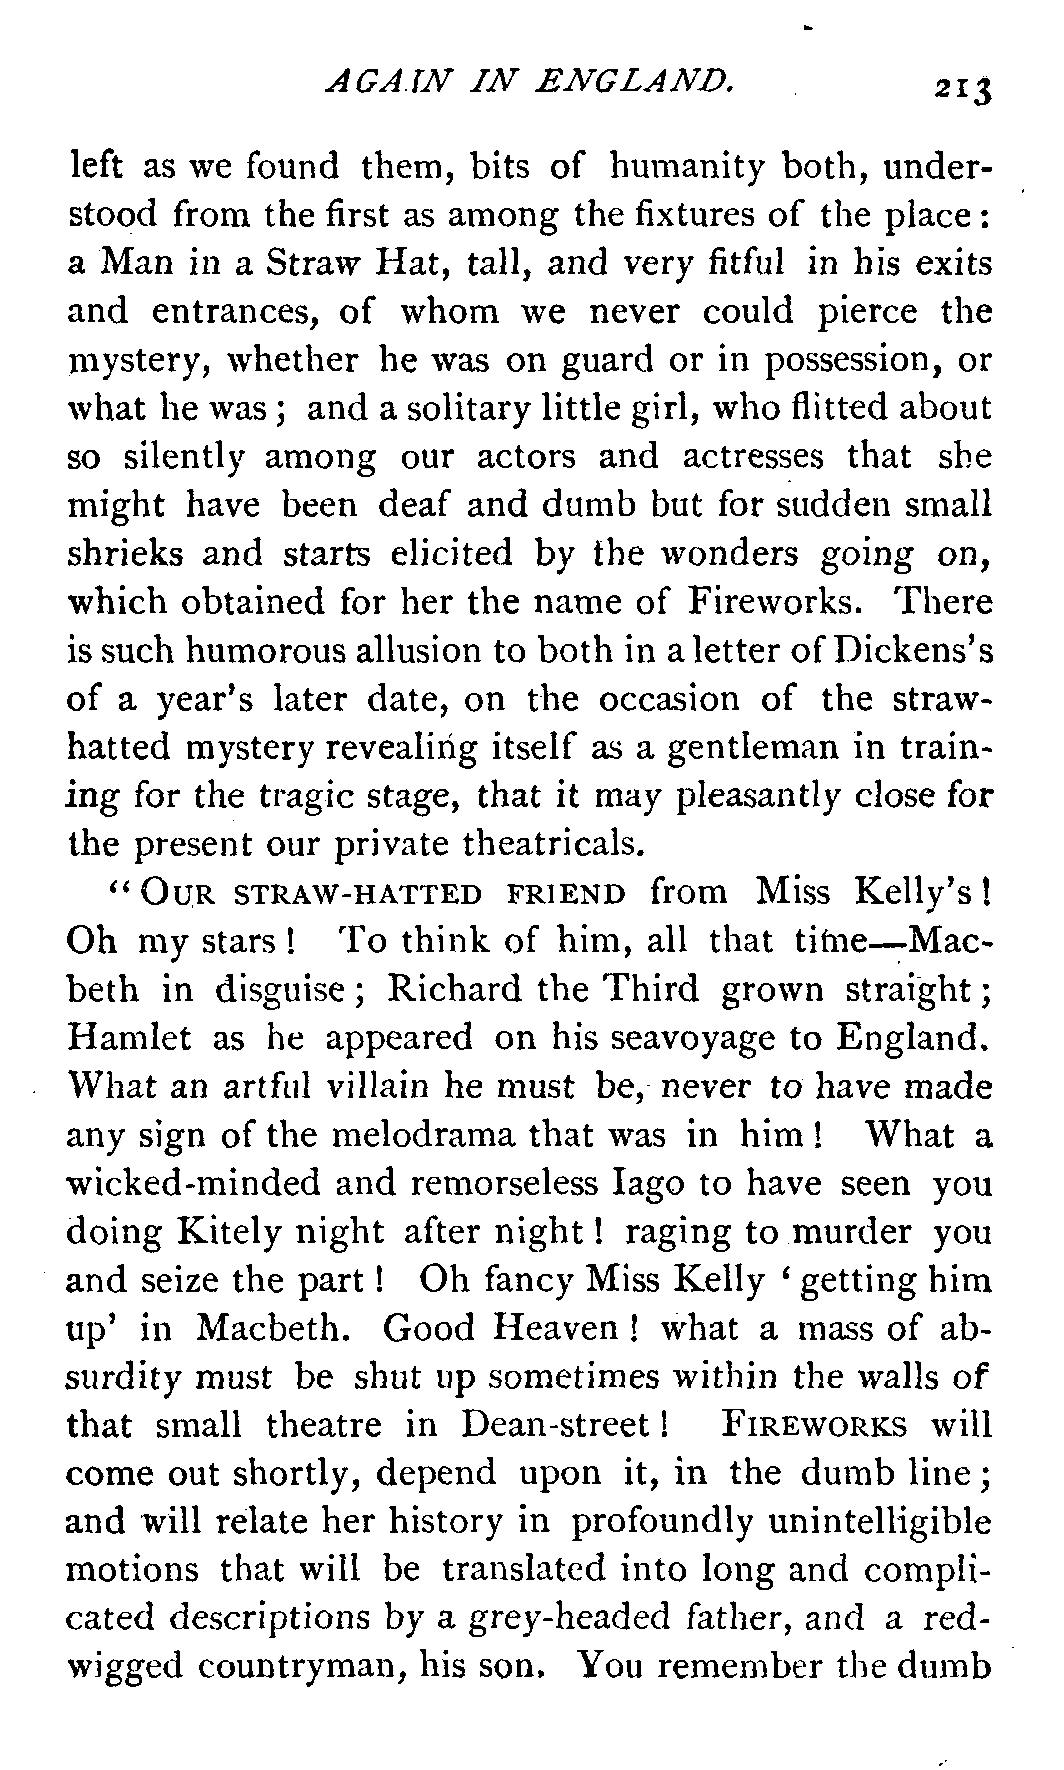 AGAIN IN ENGLAND. 213
left as we found them, bits of humanity both, under-
stood from the first as among the fixtures of the place :
a Man in a Straw Hat, tall, and very fitful in his exits
and entrances, of whom we never could pierce the
mystery, whether he was on guard or in possession, or
what he was ; and a solitary little girl, who flitted about
so silently among our actors and actresses that she
might have been deaf and dumb but for sudden small
shrieks and starts elicited by the wonders going on,
which obtained for her the name of Fireworks. There
is such humorous allusion to both in a letter of Dickens's
of a year's later date, on the occasion of the straw-
hatted mystery revealing itself as a gentleman in train-
ing for the tragic stage, that it may pleasantly close for
the present our private theatricals.
“ OUR STRAW-HATTED FRIEND from Miss Kelly's !
Oh my stars ! To think of him, all that time—Mac-
beth in disguise ; Richard the Third grown straight ;
Hamlet as he appeared on his seavoyage to England.
What an artful villain he must be, never to have made
any sign of the melodrama that was in him ! What a
wicked-minded and remorseless Iago to have seen you
doing Kitely night after night ! raging to murder you
and seize the part ! Oh fancy Miss Kelly ‘ getting him
up’ in Macbeth. Good Heaven ! what a mass of ab-
surdity must be shut up sometimes within the walls of
that small theatre in Dean-street ! FIREWORKS will
come out shortly, depend upon it, in the dumb line ;
and will relate her history in profoundly unintelligible
motions that will be translated into long and compli-
cated descriptions by a grey-headed father, and a red-
wigged countryman, his son. You remember the dumb